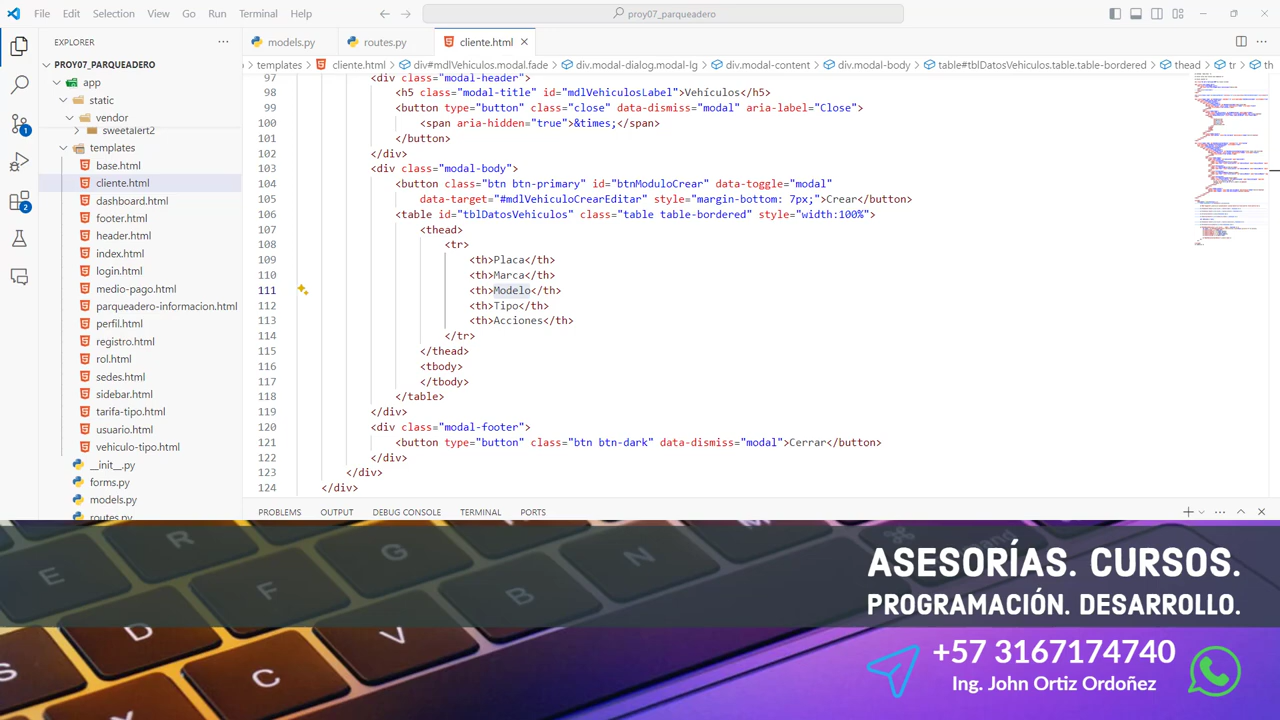 File Edit Selection View Go Run Terminal Help
proy07_parqueadero
EXPLORER
models.py
routes.py
cliente.html
PROY07_PARQUEADERO
templates > cliente.html > div#mdlVehiculos.modal.fade > div.modal-dialog.modal-lg > div.modal-content > div.modal-body > table#tblDatosVehiculos.table.table-bordered > thead > tr > th
app
static
vendor
sweetalert2
templates
base.html
cliente.html
dashboard.html
footer.html
header.html
index.html
login.html
medio-pago.html
parqueadero-informacion.html
perfil.html
registro.html
rol.html
sedes.html
sidebar.html
tarifa-tipo.html
usuario.html
vehiculo-tipo.html
__init__.py
forms.py
models.py
routes.py
97 <div class="modal-header">
98 <h5 class="modal-title" id="mdlVehiculosLabel">Vehículos</h5>
99 <button type="button" class="close" data-dismiss="modal" aria-label="Close">
100 <span aria-hidden="true">&times;</span>
101 </button>
102 </div>
103 <div class="modal-body">
104 <button class="btn btn-primary" id="btnModuloCrear" data-toggle="modal"
105 data-target="#mdlVehiculoCrearEditar" style="margin-bottom: 7px">Crear</button>
106 <table id="tblDatosVehiculos" class="table table-bordered" style="width:100%">
107 <thead>
108 <tr>
109 <th>Placa</th>
110 <th>Marca</th>
111 <th>Modelo</th>
112 <th>Tipo</th>
113 <th>Acciones</th>
114 </tr>
115 </thead>
116 <tbody>
117 </tbody>
118 </table>
119 </div>
120 <div class="modal-footer">
121 <button type="button" class="btn btn-dark" data-dismiss="modal">Cerrar</button>
122 </div>
123 </div>
124 </div>
PROBLEMS OUTPUT DEBUG CONSOLE TERMINAL PORTS
ASESORÍAS. CURSOS.
PROGRAMACIÓN. DESARROLLO.
+57 3167174740
Ing. John Ortiz Ordoñez